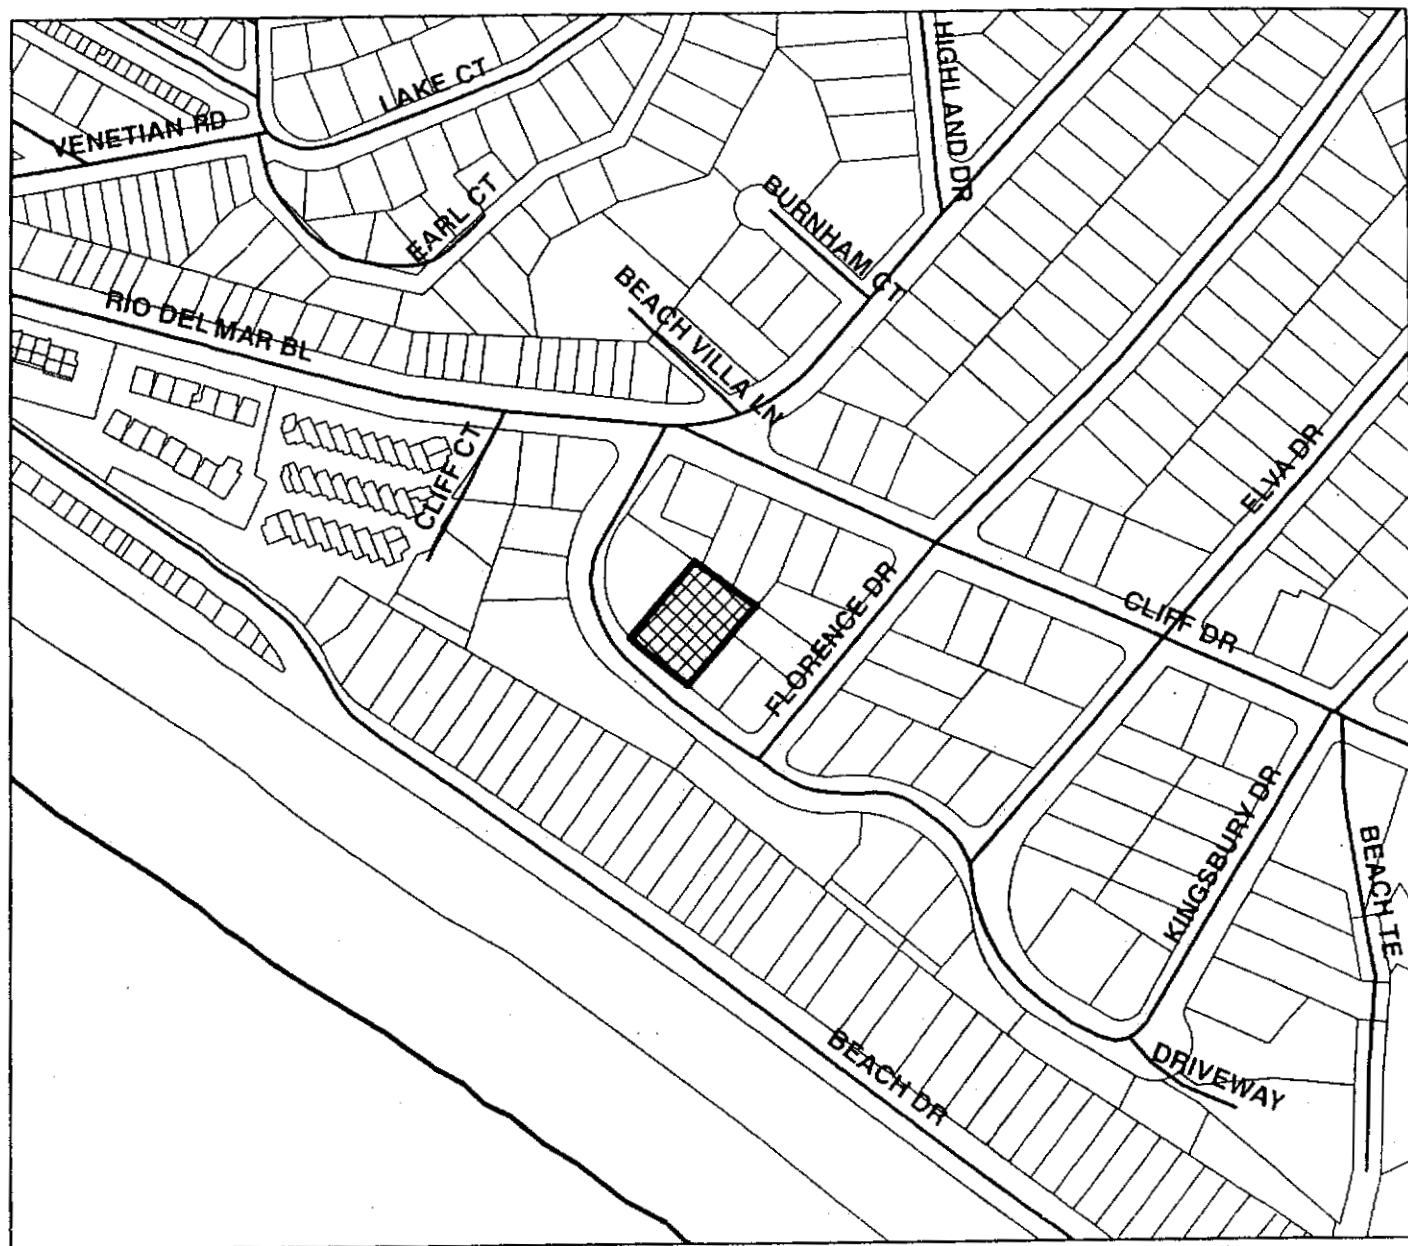 HIGHLAND DR
LAKE CT
VENETIAN RD
EARL CT
BURNHAM CT
BEACH VILLA LN
RIO DEL MAR BL
CLIFF CT
ELVA DR
FLORENCE DR
CLIFF DR
KINGSBURY DR
BEACH TE
BEACH DR
DRIVEWAY